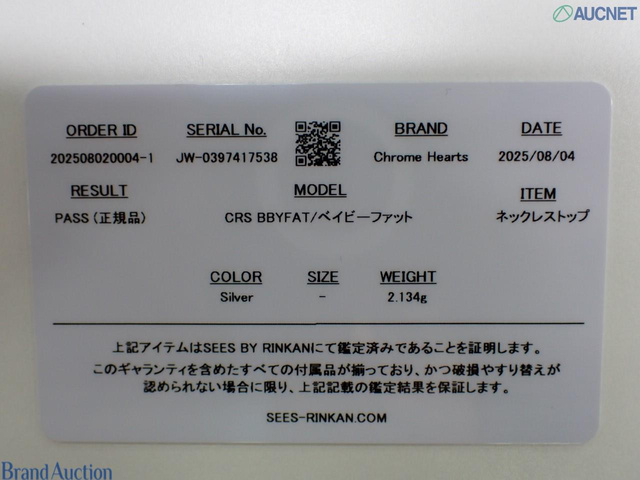 AUCNET
ORDER ID SERIAL No. BRAND DATE
202508020004-1 JW-0397417538 Chrome Hearts 2025/08/04
RESULT MODEL ITEM
PASS (正規品) CRS BBYFAT/ベイビーファット ネックレストップ
COLOR SIZE WEIGHT
Silver - 2.134g
上記アイテムはSEES BY RINKANにて鑑定済みであることを証明します。
このギャランティを含めたすべての付属品が揃っており、かつ破損やすり替えが
認められない場合に限り、上記記載の鑑定結果を保証します。
SEES-RINKAN.COM
Brand Auction